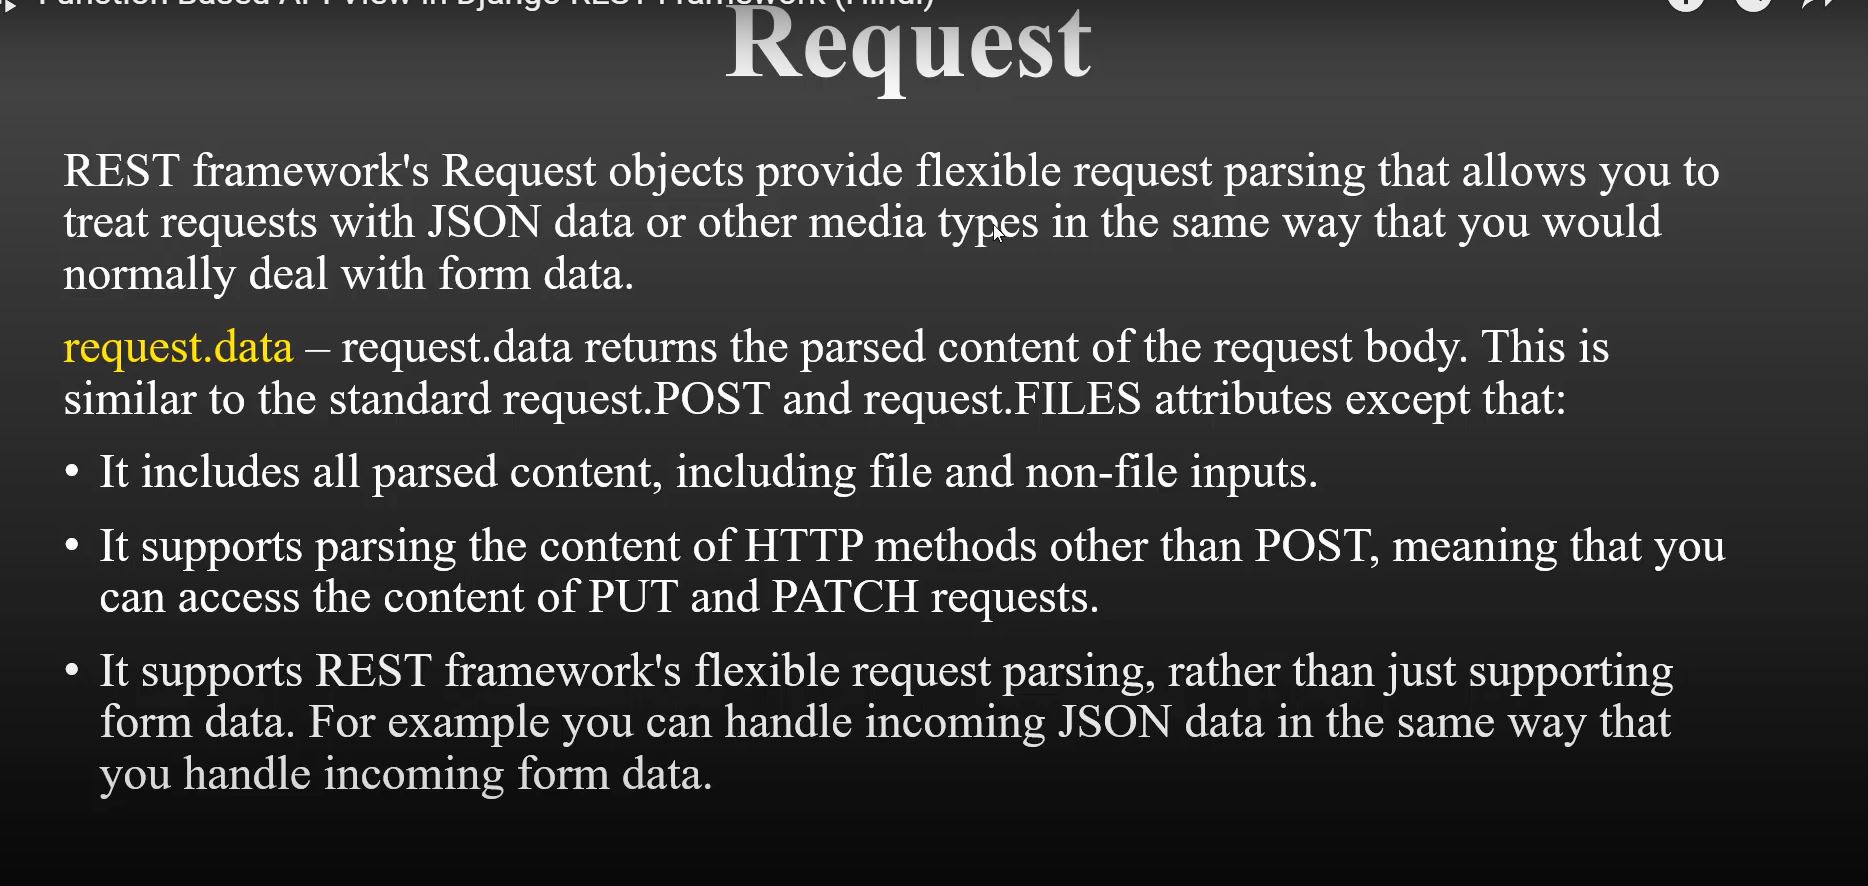 Function Based API View in Django REST Framework (Hindi)
Request
REST framework's Request objects provide flexible request parsing that allows you to
treat requests with JSON data or other media types in the same way that you would
normally deal with form data.
request.data – request.data returns the parsed content of the request body. This is
similar to the standard request.POST and request.FILES attributes except that:
• It includes all parsed content, including file and non-file inputs.
• It supports parsing the content of HTTP methods other than POST, meaning that you
can access the content of PUT and PATCH requests.
• It supports REST framework's flexible request parsing, rather than just supporting
form data. For example you can handle incoming JSON data in the same way that
you handle incoming form data.